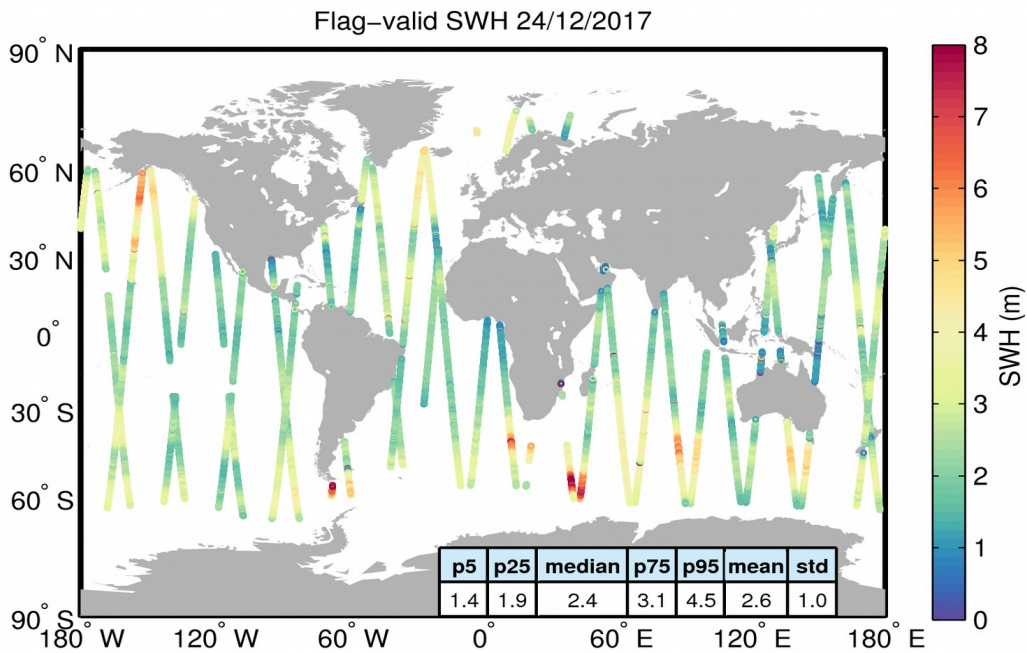 Flag−valid SWH 24/12/2017
90° N
60° N
30° N
0°
30° S
60° S
90° S
180° W
120° W
60° W
0°
60° E
120° E
180° E
8
7
6
5
4
3
2
1
0
SWH (m)
p5 p25 median p75 p95 mean std
1.4 1.9 2.4 3.1 4.5 2.6 1.0